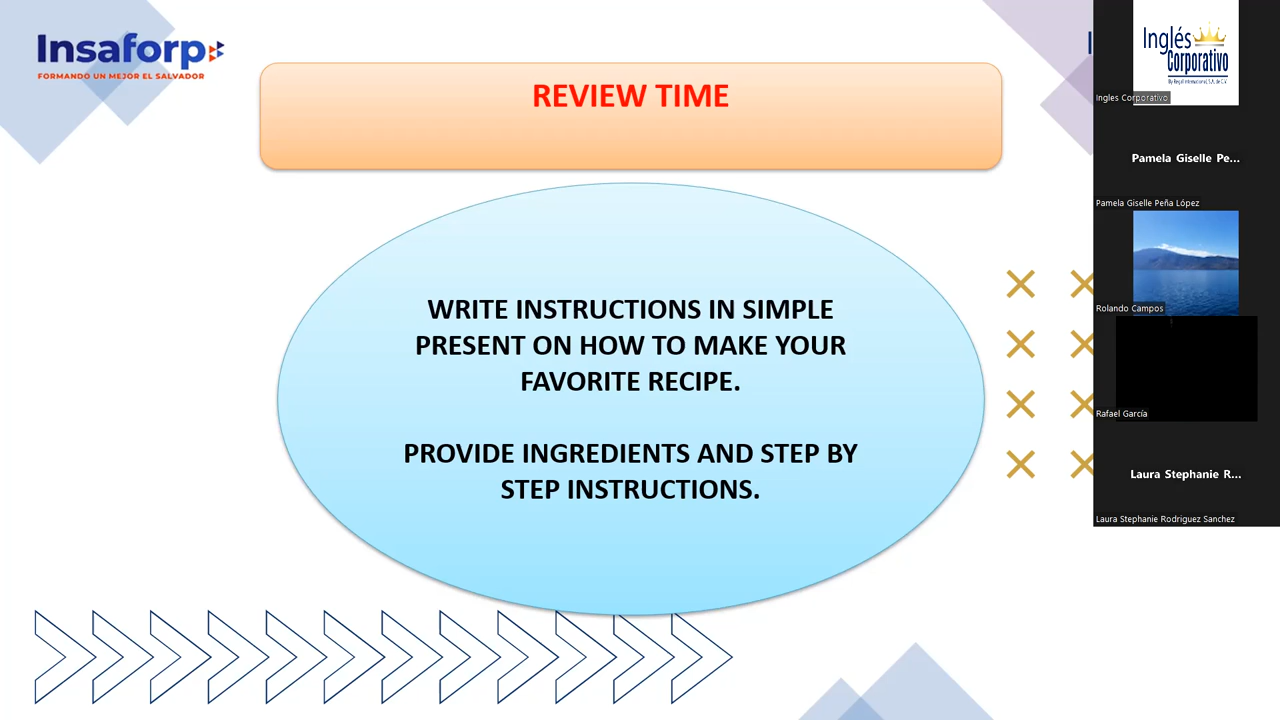 Insaforp
FORMANDO UN MEJOR EL SALVADOR
REVIEW TIME
WRITE INSTRUCTIONS IN SIMPLE
PRESENT ON HOW TO MAKE YOUR
FAVORITE RECIPE.
PROVIDE INGREDIENTS AND STEP BY
STEP INSTRUCTIONS.
Inglés
Corporativo
Ingles Corporativo
Pamela Giselle Pe...
Pamela Giselle Peña López
Rolando Campos
Rafael García
Laura Stephanie R...
Laura Stephanie Rodriguez Sanchez